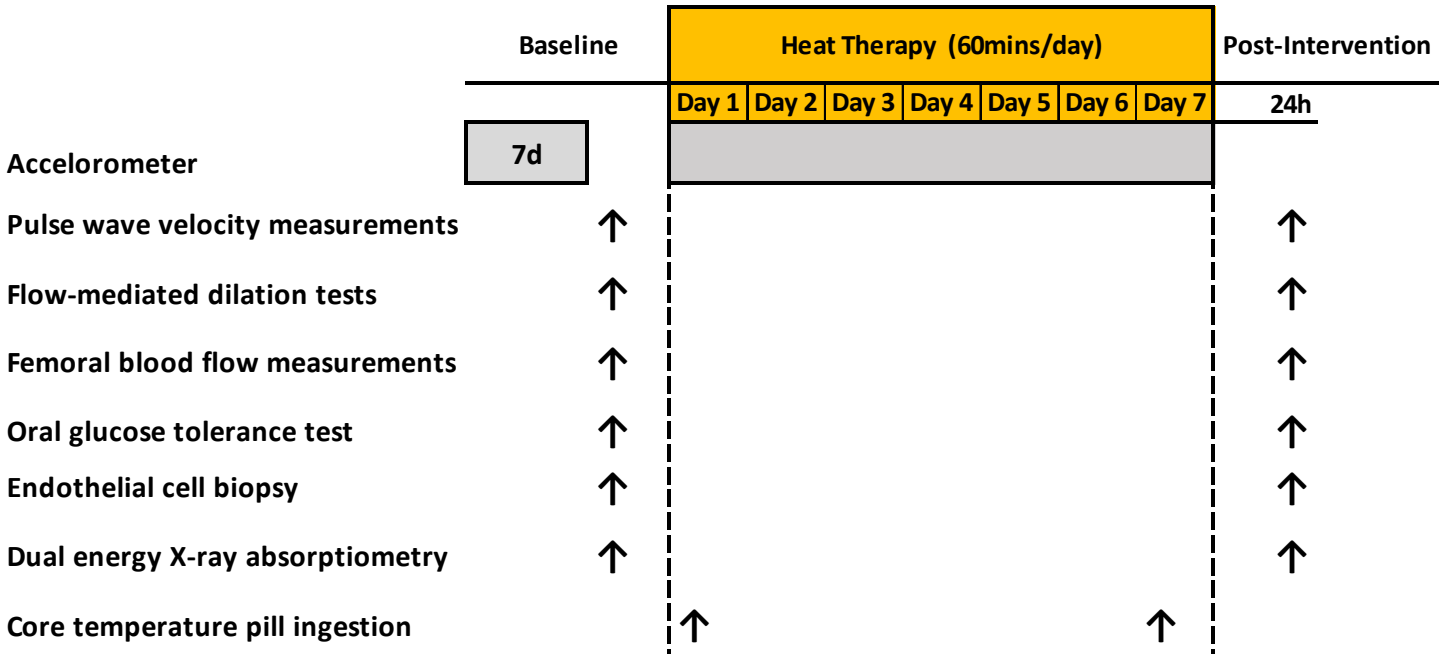 Baseline Heat Therapy (60mins/day) Post-Intervention
Day 1 Day 2 Day 3 Day 4 Day 5 Day 6 Day 7 24h
Accelorometer 7d
Pulse wave velocity measurements
Flow-mediated dilation tests
Femoral blood flow measurements
Oral glucose tolerance test
Endothelial cell biopsy
Dual energy X-ray absorptiometry
Core temperature pill ingestion